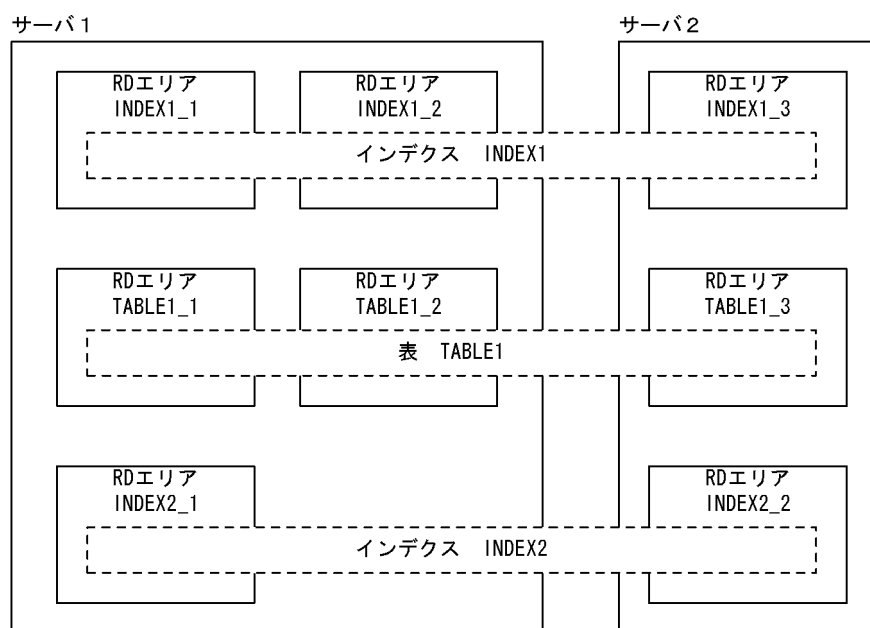 サーバ1
サーバ2
RDエリア
INDEX1_1
RDエリア
INDEX1_2
RDエリア
INDEX1_3
インデクス INDEX1
RDエリア
TABLE1_1
RDエリア
TABLE1_2
RDエリア
TABLE1_3
表 TABLE1
RDエリア
INDEX2_1
RDエリア
INDEX2_2
インデクス INDEX2